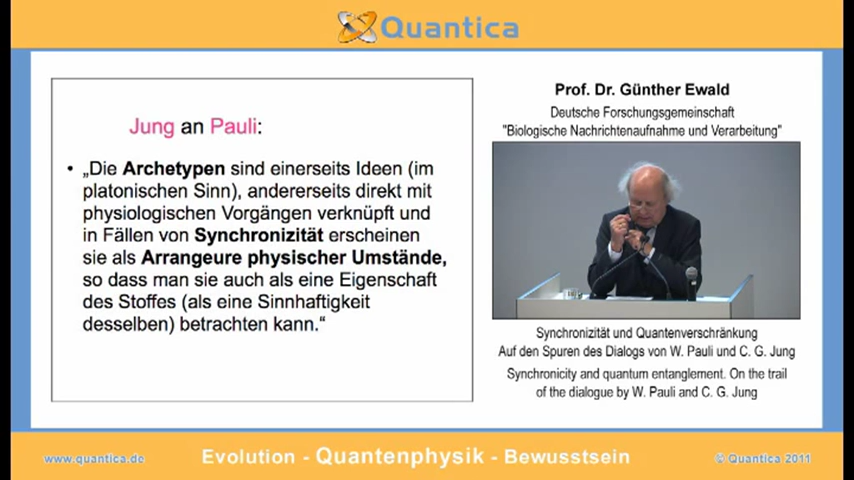 Quantica
Jung an Pauli:
• „Die Archetypen sind einerseits Ideen (im
platonischen Sinn), andererseits direkt mit
physiologischen Vorgängen verknüpft und
in Fällen von Synchronizität erscheinen
sie als Arrangeure physischer Umstände,
so dass man sie auch als eine Eigenschaft
des Stoffes (als eine Sinnhaftigkeit
desselben) betrachten kann.“
Prof. Dr. Günther Ewald
Deutsche Forschungsgemeinschaft
"Biologische Nachrichtenaufnahme und Verarbeitung"
Synchronizität und Quantenverschränkung
Auf den Spuren des Dialogs von W. Pauli und C. G. Jung
Synchronicity and quantum entanglement. On the trail
of the dialogue by W. Pauli and C. G. Jung
www.quantica.de
Evolution - Quantenphysik - Bewusstsein
© Quantica 2011